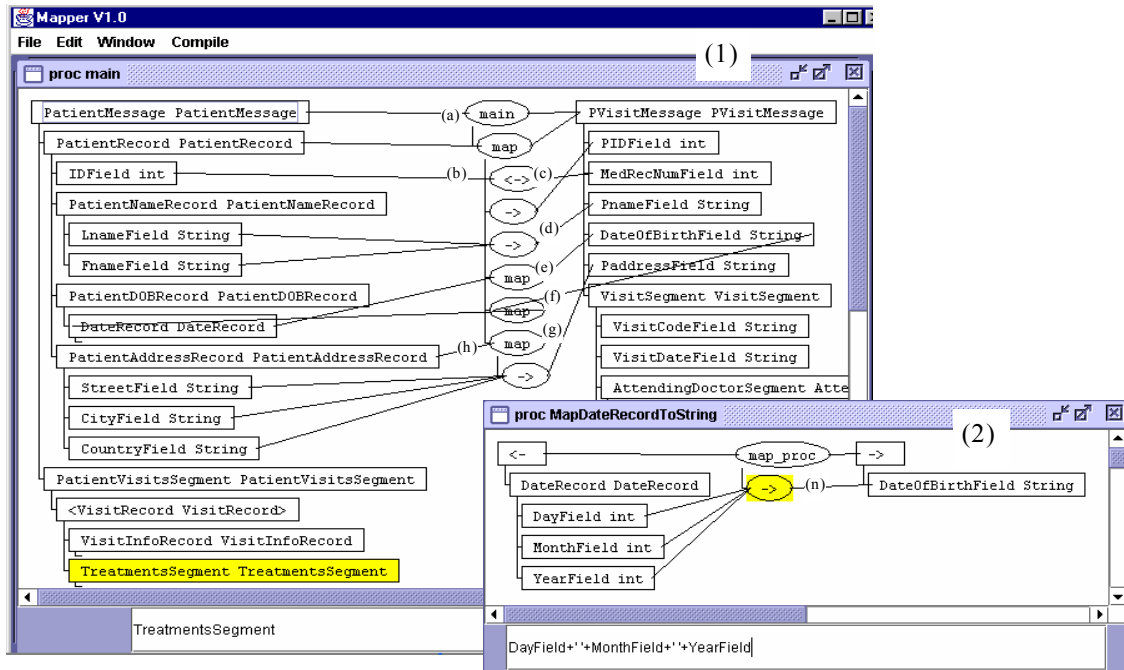 Mapper V1.0
File Edit Window Compile
(1)
proc main
PatientMessage PatientMessage
(a)
main
PVisitMessage PVisitMessage
PatientRecord PatientRecord
map
PIDField int
IDField int
(b)
<->
(c)
MedRecNumField int
PatientNameRecord PatientNameRecord
->
PnameField String
LnameField String
->
(d)
DateOfBirthField String
FnameField String
map
(e)
PaddressField String
PatientDOBRecord PatientDOBRecord
map
(f)
VisitSegment VisitSegment
DateRecord DateRecord
(g)
VisitCodeField String
PatientAddressRecord PatientAddressRecord
(h)
map
VisitDateField String
StreetField String
->
AttendingDoctorSegment Atte
CityField String
CountryField String
PatientVisitsSegment PatientVisitsSegment
<VisitRecord VisitRecord>
VisitInfoRecord VisitInfoRecord
TreatmentsSegment TreatmentsSegment
TreatmentsSegment
proc MapDateRecordToString
(2)
<-
map_proc
->
DateRecord DateRecord
->
(n)
DateOfBirthField String
DayField int
MonthField int
YearField int
DayField+' '+MonthField+' '+YearField